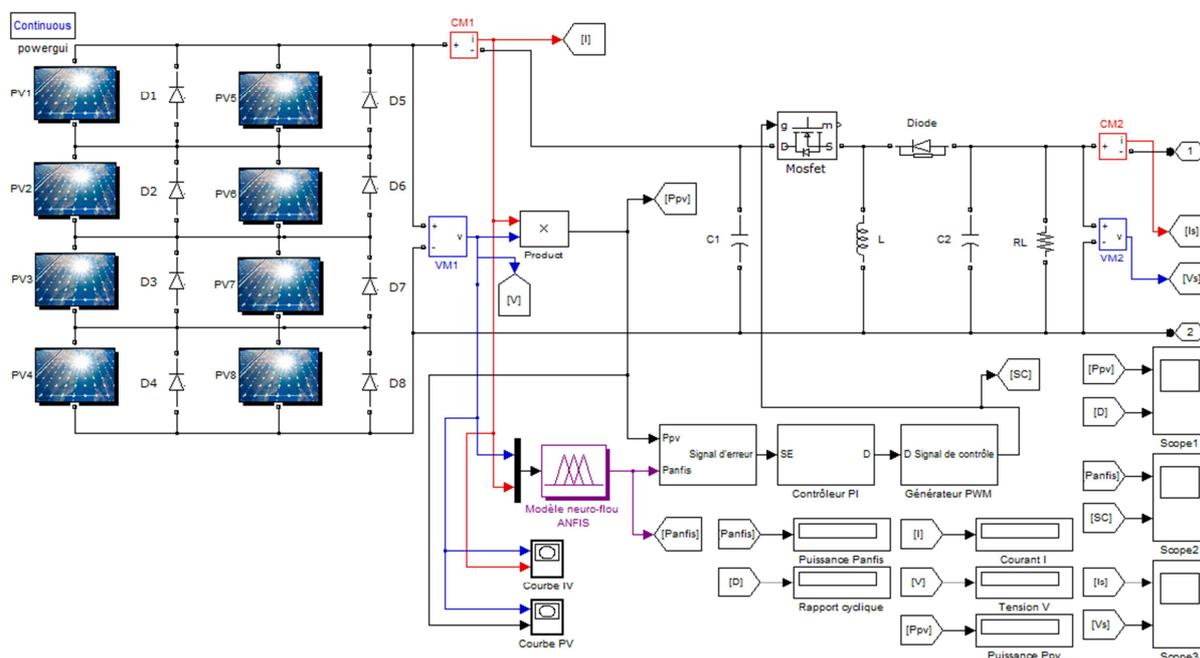 Continuous
powergui
CM1
i
+
-
[I]
PV1
D1
PV5
D5
PV2
D2
PV6
D6
PV3
D3
PV7
D7
PV4
D4
PV8
D8
+
-
v
VM1
×
Product
[V]
[Ppv]
g
m
D
S
Mosfet
Diode
C1
L
C2
RL
CM2
i
+
-
1
+
-
v
VM2
[Is]
[Vs]
2
[SC]
Ppv
Panfis
Signal d'erreur
SE
D
Contrôleur PI
D Signal de contrôle
Générateur PWM
Modèle neuro-flou
ANFIS
[Panfis]
Courbe IV
Courbe PV
Panfis]
Puissance Panfis
[D]
Rapport cyclique
[I]
Courant I
[V]
Tension V
[Ppv]
Puissance Ppv
[Ppv]
[D]
Scope1
Panfis]
[SC]
Scope2
[Is]
[Vs]
Scope3